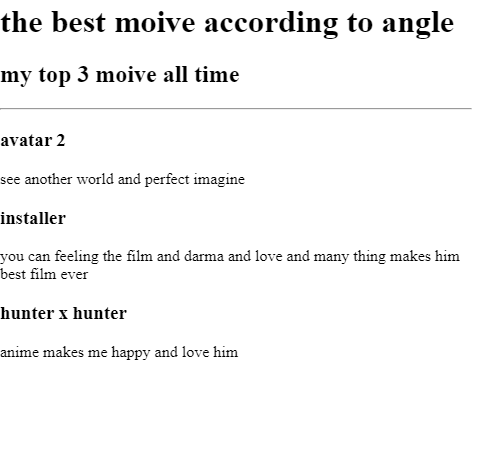 the best moive according to angle
my top 3 moive all time
avatar 2
see another world and perfect imagine
installer
you can feeling the film and darma and love and many thing makes him
best film ever
hunter x hunter
anime makes me happy and love him